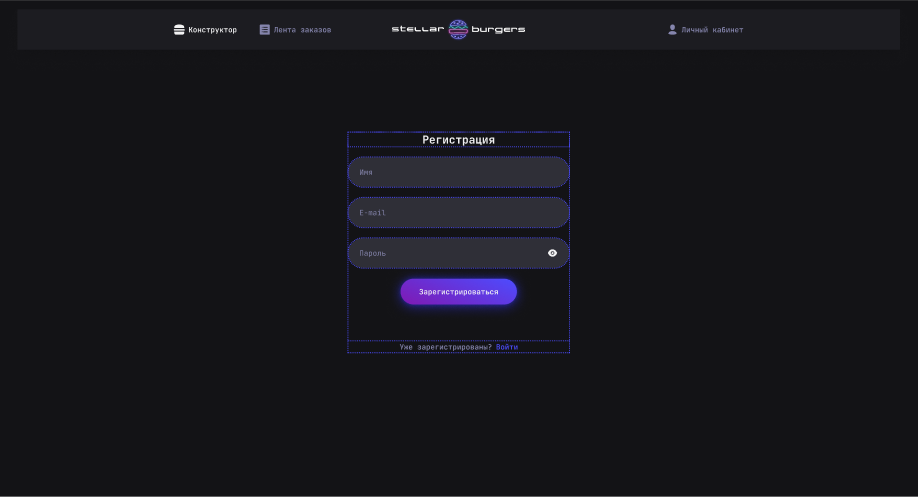 Конструктор
Лента заказов
stellar burgers
Личный кабинет
Регистрация
Имя
E-mail
Пароль
Зарегистрироваться
Уже зарегистрированы? Войти